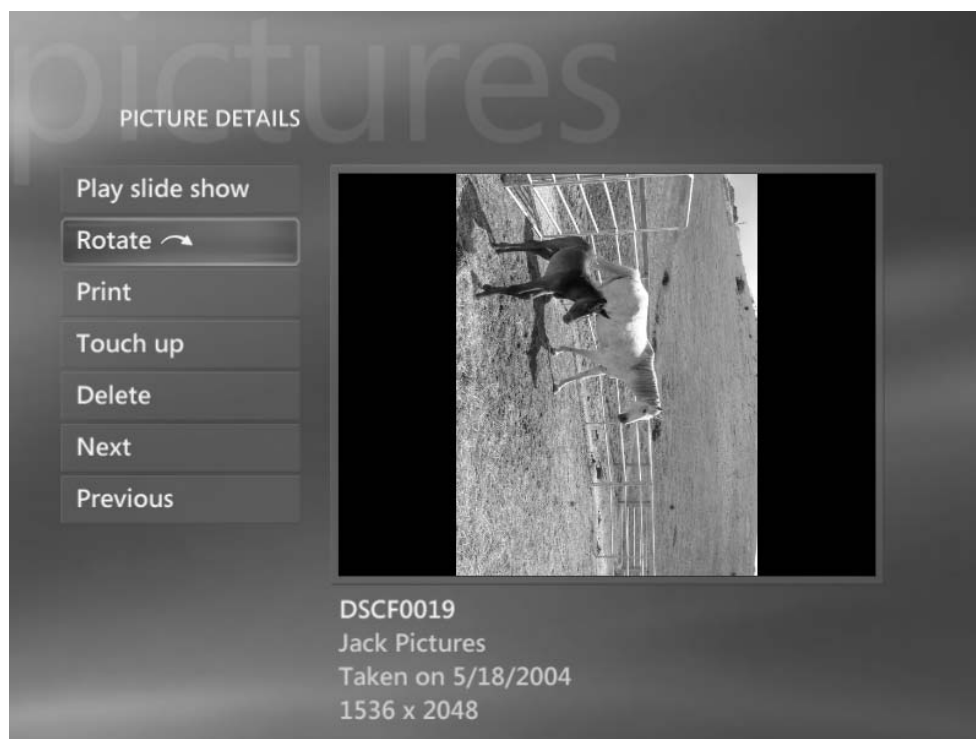 pictures
PICTURE DETAILS
Play slide show
Rotate
Print
Touch up
Delete
Next
Previous
DSCF0019
Jack Pictures
Taken on 5/18/2004
1536 x 2048